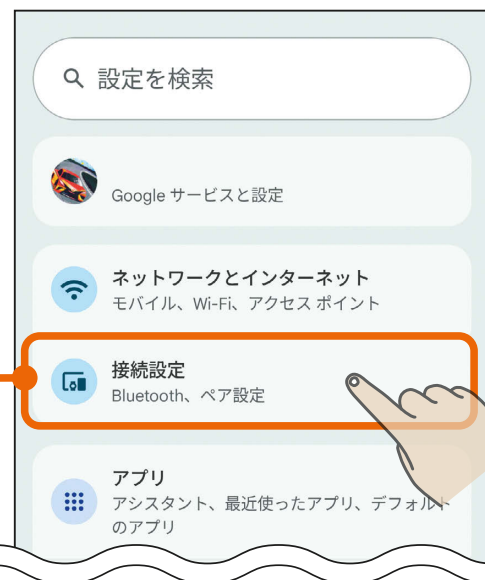 設定を検索
Google サービスと設定
ネットワークとインターネット
モバイル、Wi-Fi、アクセス ポイント
接続設定
Bluetooth、ペア設定
アプリ
アシスタント、最近使ったアプリ、デフォルト
のアプリ